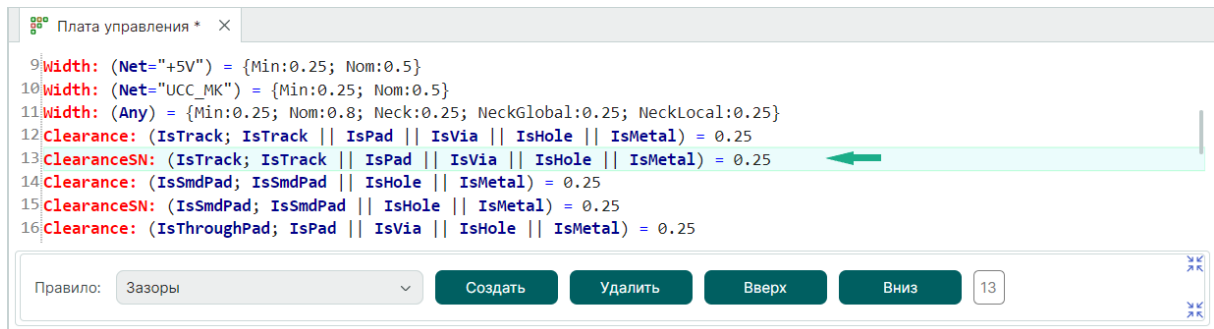 Плата управления *
9 Width: (Net="+5V") = {Min:0.25; Nom:0.5}
10 Width: (Net="UCC_MK") = {Min:0.25; Nom:0.5}
11 Width: (Any) = {Min:0.25; Nom:0.8; Neck:0.25; NeckGlobal:0.25; NeckLocal:0.25}
12 Clearance: (IsTrack; IsTrack || IsPad || IsVia || IsHole || IsMetal) = 0.25
13 ClearanceSN: (IsTrack; IsTrack || IsPad || IsVia || IsHole || IsMetal) = 0.25
14 Clearance: (IsSmdPad; IsSmdPad || IsHole || IsMetal) = 0.25
15 ClearanceSN: (IsSmdPad; IsSmdPad || IsHole || IsMetal) = 0.25
16 Clearance: (IsThroughPad; IsPad || IsVia || IsHole || IsMetal) = 0.25
Правило: Зазоры Создать Удалить Вверх Вниз 13